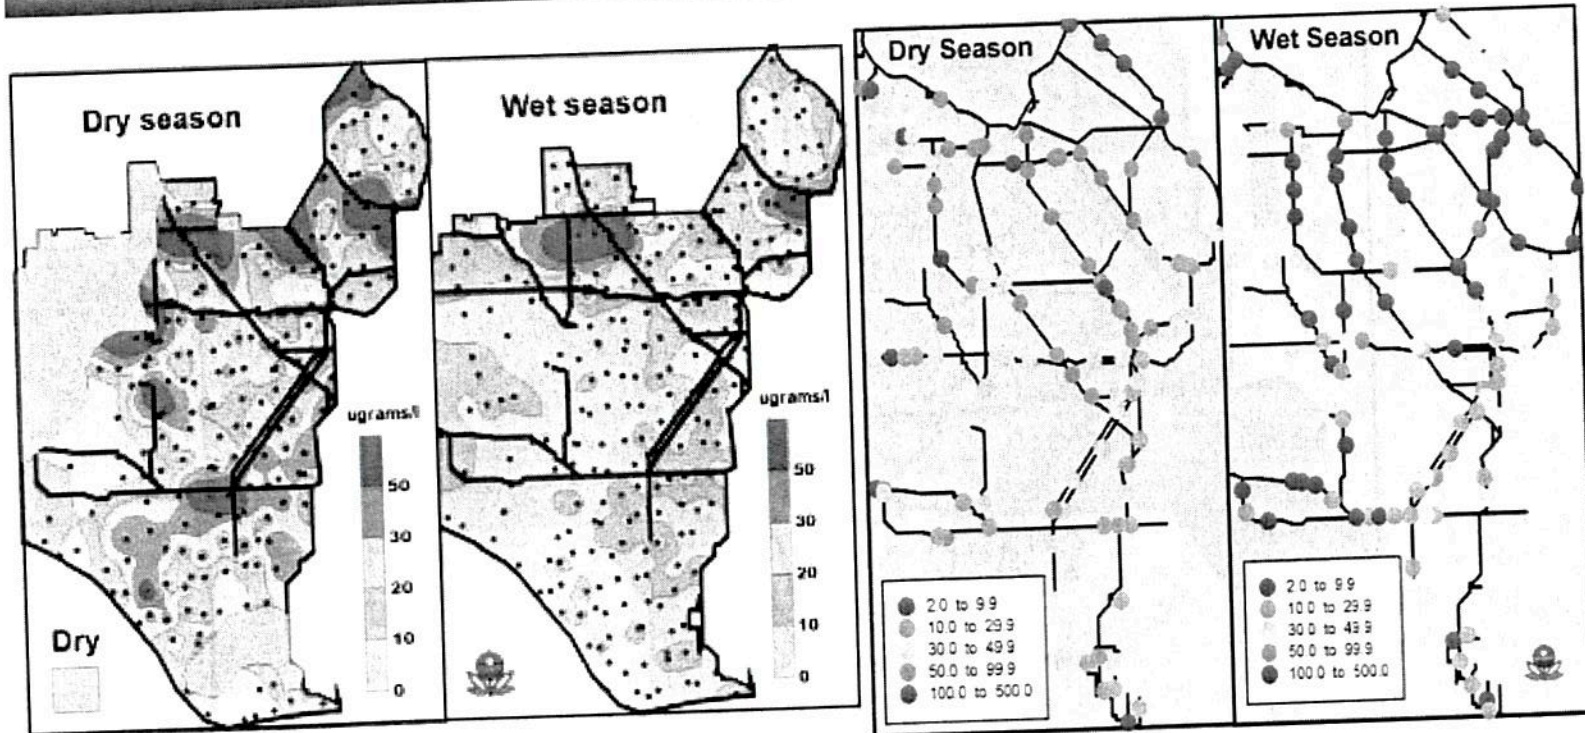 Dry season
Wet season
ugrams/l
50
30
20
10
0
Dry
ugrams/l
50
30
20
10
0
Dry Season
2.0 to 9.9
10.0 to 29.9
30.0 to 49.9
50.0 to 99.9
100.0 to 500.0
Wet Season
2.0 to 9.9
10.0 to 29.9
30.0 to 49.9
50.0 to 99.9
100.0 to 500.0